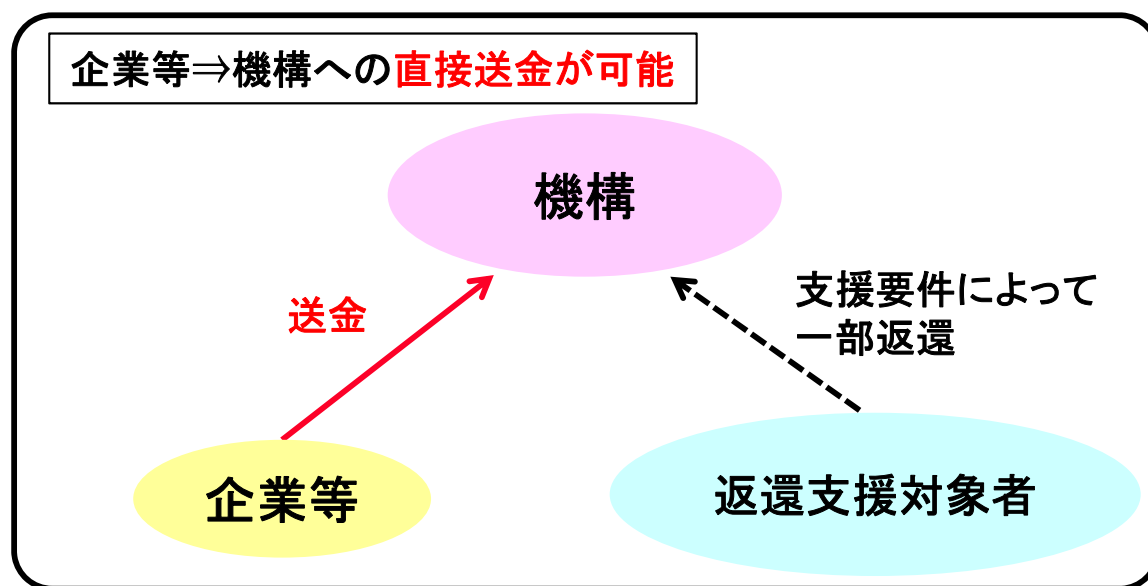 企業等⇒機構への直接送金が可能
機構
送金
支援要件によって
一部返還
企業等
返還支援対象者